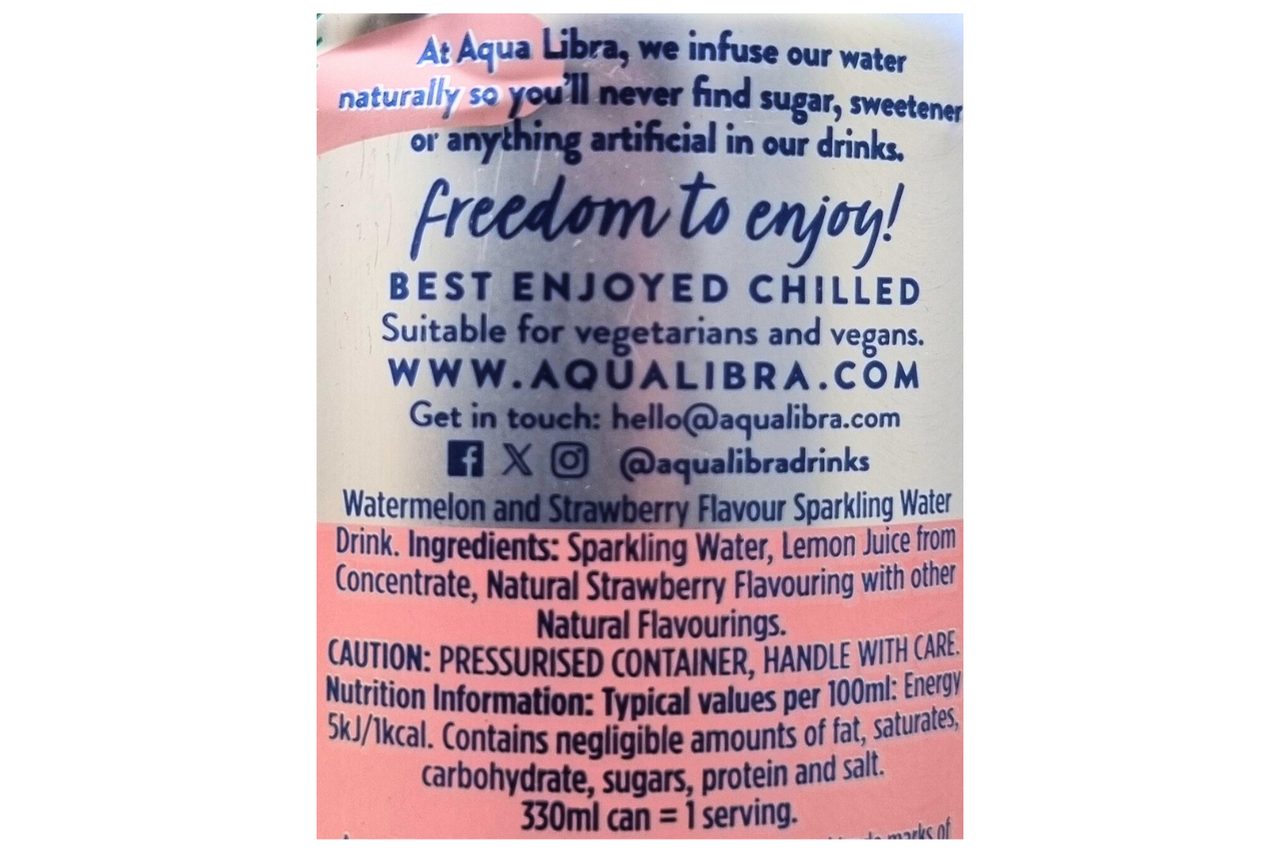 At Aqua Libra, we infuse our water
naturally so you'll never find sugar, sweetener
or anything artificial in our drinks.
freedom to enjoy!
BEST ENJOYED CHILLED
Suitable for vegetarians and vegans.
WWW.AQUALIBRA.COM
Get in touch: hello@aqualibra.com
@aqualibradrinks
Watermelon and Strawberry Flavour Sparkling Water
Drink. Ingredients: Sparkling Water, Lemon Juice from
Concentrate, Natural Strawberry Flavouring with other
Natural Flavourings.
CAUTION: PRESSURISED CONTAINER, HANDLE WITH CARE.
Nutrition Information: Typical values per 100ml: Energy
5kJ/1kcal. Contains negligible amounts of fat, saturates,
carbohydrate, sugars, protein and salt.
330ml can = 1 serving.
marks of